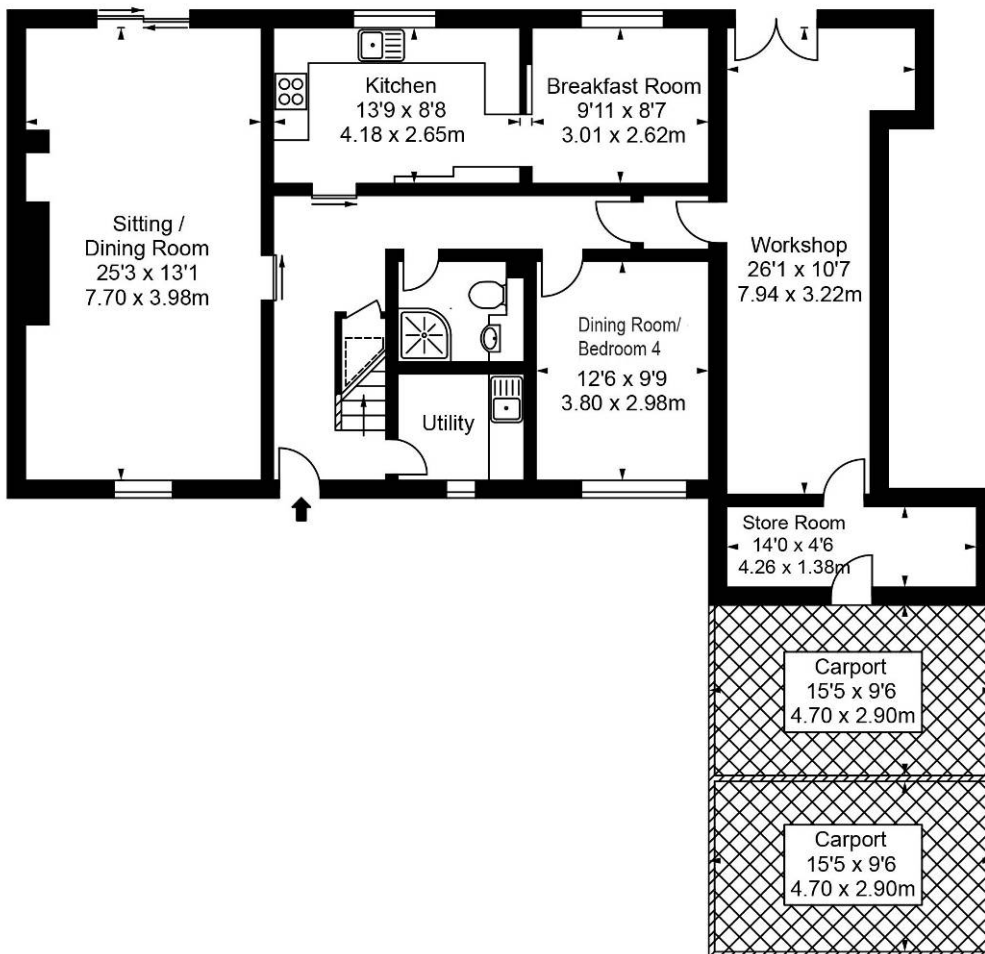 Kitchen
13'9 x 8'8
4.18 x 2.65m
Breakfast Room
9'11 x 8'7
3.01 x 2.62m
Sitting /
Dining Room
25'3 x 13'1
7.70 x 3.98m
Workshop
26'1 x 10'7
7.94 x 3.22m
Dining Room/
Bedroom 4
12'6 x 9'9
3.80 x 2.98m
Utility
Store Room
14'0 x 4'6
4.26 x 1.38m
Carport
15'5 x 9'6
4.70 x 2.90m
Carport
15'5 x 9'6
4.70 x 2.90m